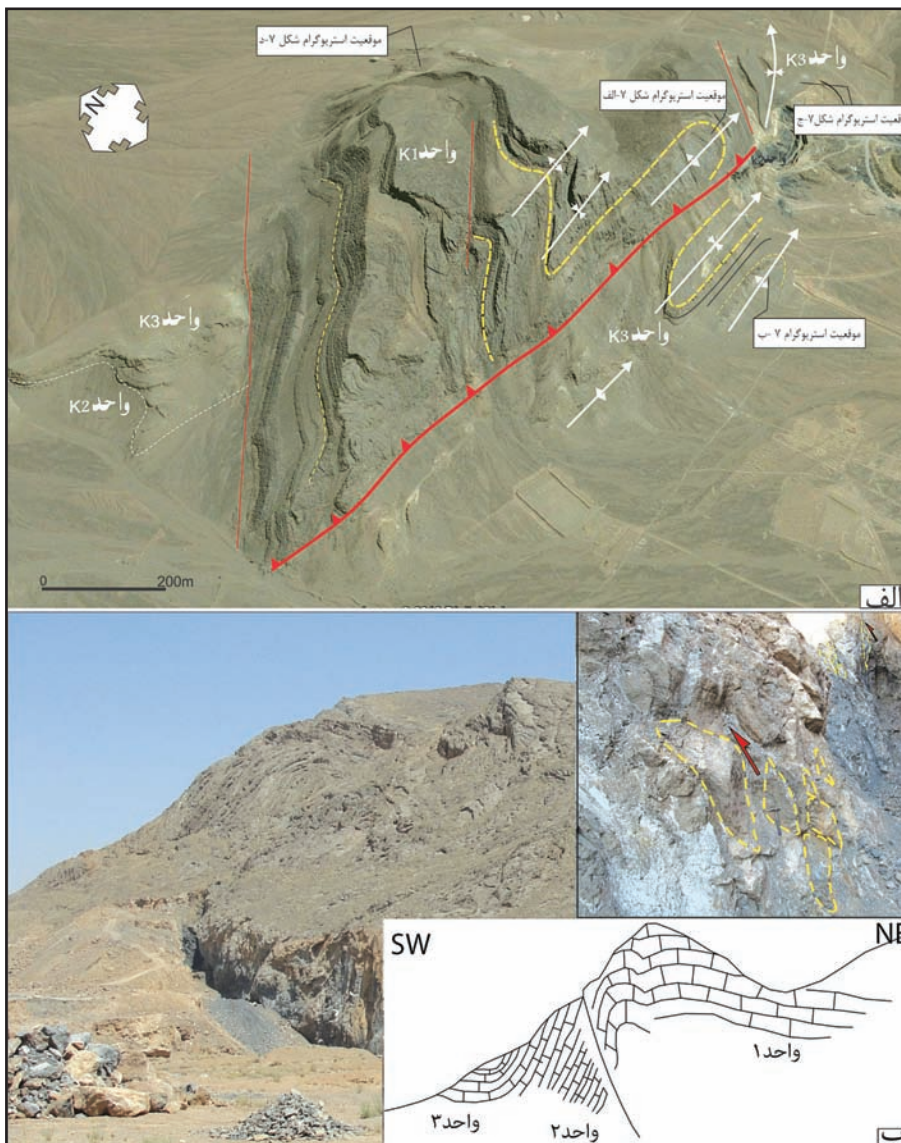 موقعیت استریوگرام شکل ۷-د
واحد K3
موقعیت استریوگرام شکل ۷-الف
قعیت استریوگرام شکل ۷-چ
N
واحد K1
واحد K3
واحد K3
واحد K2
موقعیت استریوگرام ۷-ب
0 200m
الف
SW
NE
واحد۱
واحد۲
واحد۳
ب